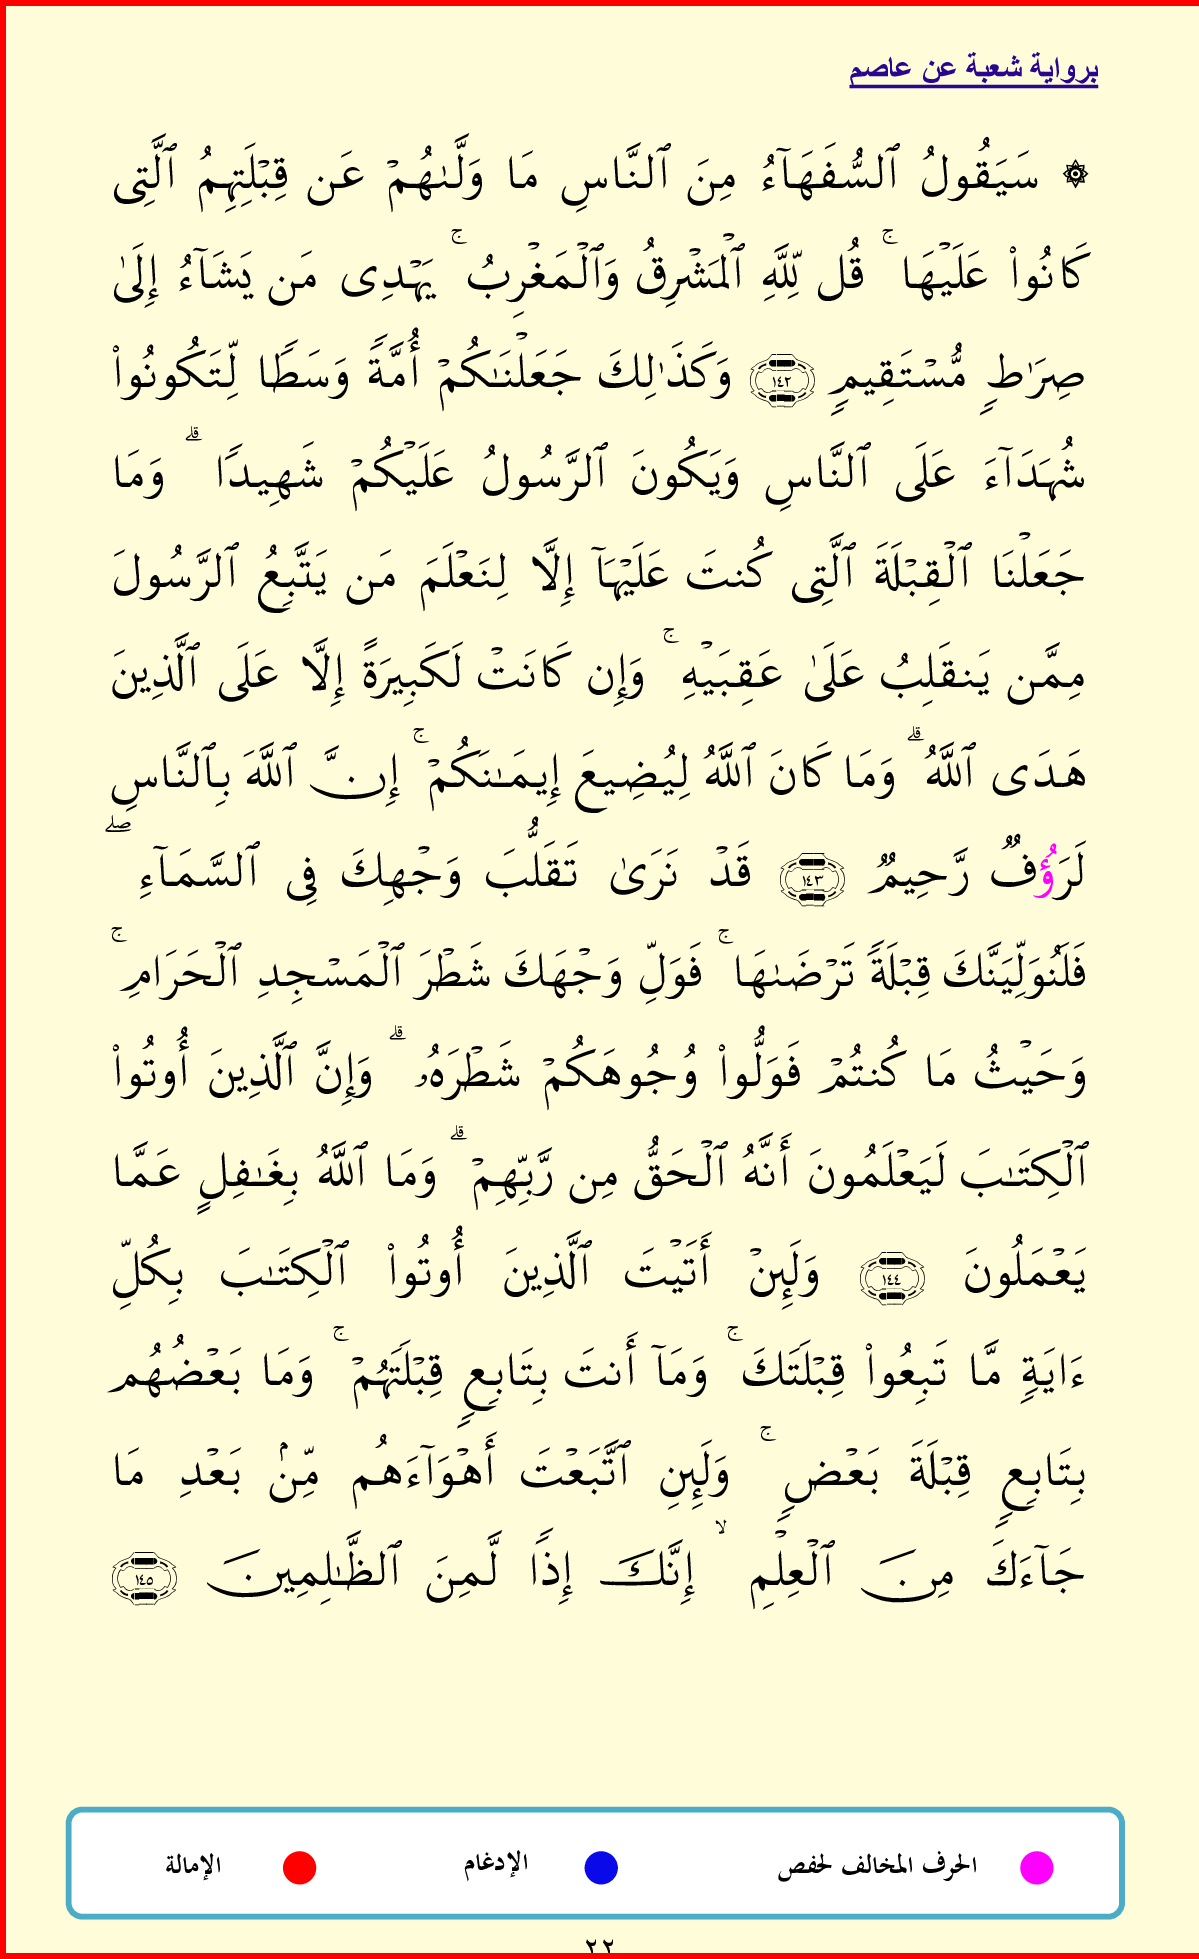 برواية شعبة عن عاصم
۞ سَيَقُولُ ٱلسُّفَهَآءُ مِنَ ٱلنَّاسِ مَا وَلَّىٰهُمْ عَن قِبْلَتِهِمُ ٱلَّتِى
كَانُوا۟ عَلَيْهَا ۚ قُل لِّلَّهِ ٱلْمَشْرِقُ وَٱلْمَغْرِبُ ۚ يَهْدِى مَن يَشَآءُ إِلَىٰ
صِرَٰطٍ مُّسْتَقِيمٍ ١٤٢ وَكَذَٰلِكَ جَعَلْنَـٰكُمْ أُمَّةً وَسَطًا لِّتَكُونُوا۟
شُهَدَآءَ عَلَى ٱلنَّاسِ وَيَكُونَ ٱلرَّسُولُ عَلَيْكُمْ شَهِيدًا ۗ وَمَا
جَعَلْنَا ٱلْقِبْلَةَ ٱلَّتِى كُنتَ عَلَيْهَآ إِلَّا لِنَعْلَمَ مَن يَتَّبِعُ ٱلرَّسُولَ
مِمَّن يَنقَلِبُ عَلَىٰ عَقِبَيْهِ ۚ وَإِن كَانَتْ لَكَبِيرَةً إِلَّا عَلَى ٱلَّذِينَ
هَدَى ٱللَّهُ ۗ وَمَا كَانَ ٱللَّهُ لِيُضِيعَ إِيمَـٰنَكُمْ ۚ إِنَّ ٱللَّهَ بِٱلنَّاسِ
لَرَؤُفٌ رَّحِيمٌ ١٤٣ قَدْ نَرَىٰ تَقَلُّبَ وَجْهِكَ فِى ٱلسَّمَآءِ ۖ
فَلَنُوَلِّيَنَّكَ قِبْلَةً تَرْضَىٰهَا ۚ فَوَلِّ وَجْهَكَ شَطْرَ ٱلْمَسْجِدِ ٱلْحَرَامِ ۚ
وَحَيْثُ مَا كُنتُمْ فَوَلُّوا۟ وُجُوهَكُمْ شَطْرَهُۥ ۗ وَإِنَّ ٱلَّذِينَ أُوتُوا۟
ٱلْكِتَـٰبَ لَيَعْلَمُونَ أَنَّهُ ٱلْحَقُّ مِن رَّبِّهِمْ ۗ وَمَا ٱللَّهُ بِغَـٰفِلٍ عَمَّا
يَعْمَلُونَ ١٤٤ وَلَئِنْ أَتَيْتَ ٱلَّذِينَ أُوتُوا۟ ٱلْكِتَـٰبَ بِكُلِّ
ءَايَةٍ مَّا تَبِعُوا۟ قِبْلَتَكَ ۚ وَمَآ أَنتَ بِتَابِعٍ قِبْلَتَهُمْ ۚ وَمَا بَعْضُهُم
بِتَابِعٍ قِبْلَةَ بَعْضٍ ۚ وَلَئِنِ ٱتَّبَعْتَ أَهْوَآءَهُم مِّنۢ بَعْدِ مَا
جَآءَكَ مِنَ ٱلْعِلْمِ ۙ إِنَّكَ إِذًا لَّمِنَ ٱلظَّـٰلِمِينَ ١٤٥
الحرف المخالف لحفص الإدغام الإمالة
٢٢